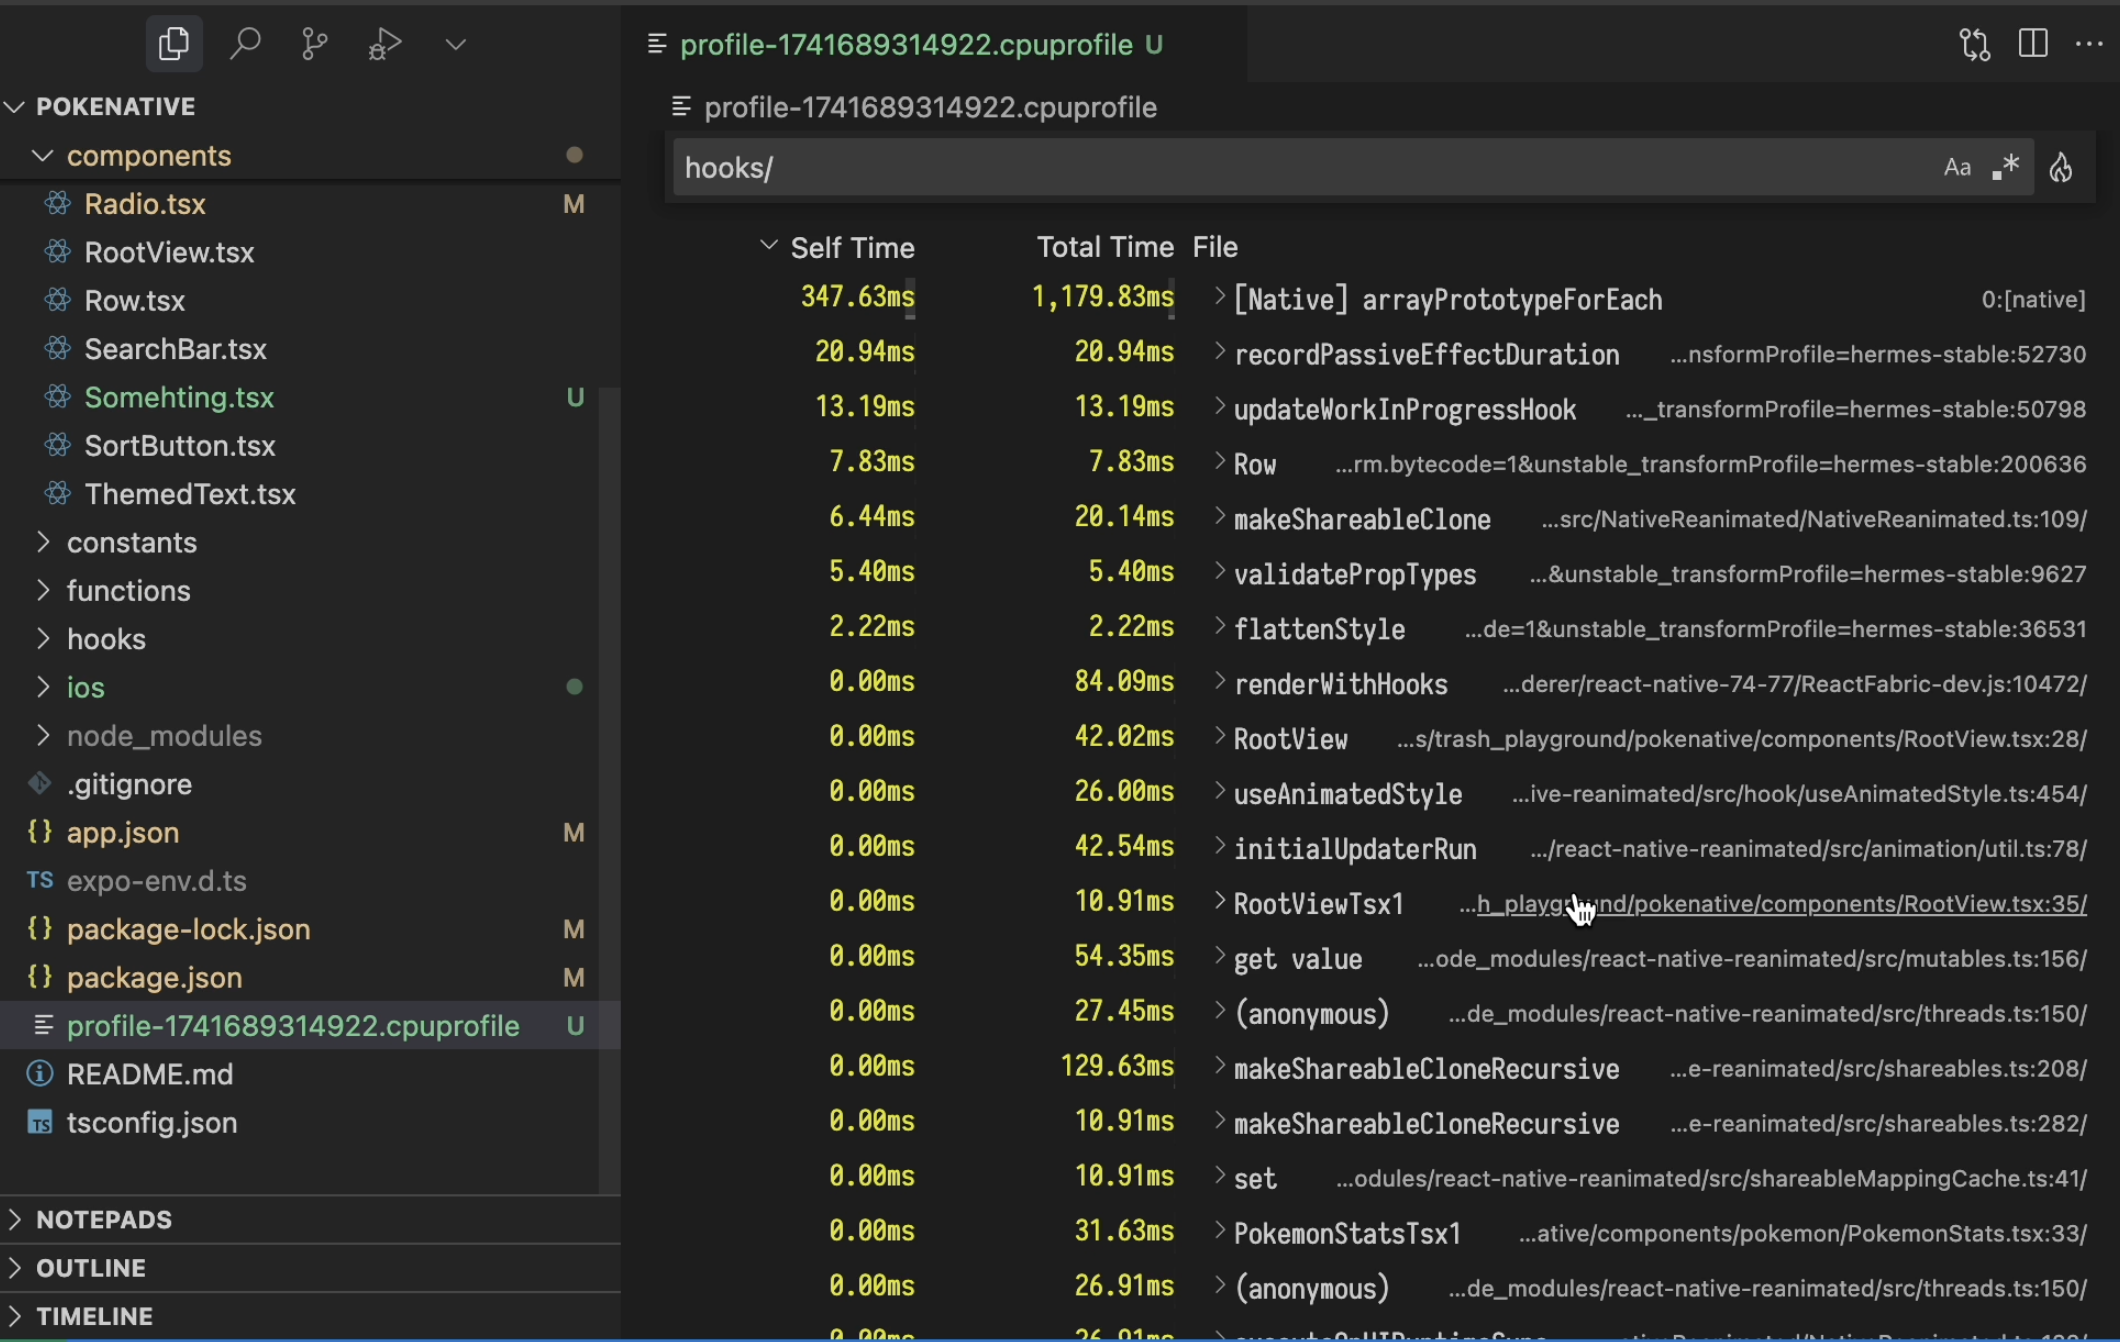 profile-1741689314922.cpuprofile U
POKENATIVE
components
Radio.tsx M
RootView.tsx
Row.tsx
SearchBar.tsx
Somehting.tsx U
SortButton.tsx
ThemedText.tsx
constants
functions
hooks
ios
node_modules
.gitignore
{} app.json M
TS expo-env.d.ts
{} package-lock.json M
{} package.json M
profile-1741689314922.cpuprofile U
README.md
TS tsconfig.json
NOTEPADS
OUTLINE
TIMELINE
profile-1741689314922.cpuprofile
hooks/ Aa .*
Self Time Total Time File
347.63ms 1,179.83ms [Native] arrayPrototypeForEach 0:[native]
20.94ms 20.94ms recordPassiveEffectDuration ...nsformProfile=hermes-stable:52730
13.19ms 13.19ms updateWorkInProgressHook ..._transformProfile=hermes-stable:50798
7.83ms 7.83ms Row ...rm.bytecode=1&unstable_transformProfile=hermes-stable:200636
6.44ms 20.14ms makeShareableClone ...src/NativeReanimated/NativeReanimated.ts:109/
5.40ms 5.40ms validatePropTypes ...&unstable_transformProfile=hermes-stable:9627
2.22ms 2.22ms flattenStyle ...de=1&unstable_transformProfile=hermes-stable:36531
0.00ms 84.09ms renderWithHooks ...derer/react-native-74-77/ReactFabric-dev.js:10472/
0.00ms 42.02ms RootView ...s/trash_playground/pokenative/components/RootView.tsx:28/
0.00ms 26.00ms useAnimatedStyle ...ive-reanimated/src/hook/useAnimatedStyle.ts:454/
0.00ms 42.54ms initialUpdaterRun .../react-native-reanimated/src/animation/util.ts:78/
0.00ms 10.91ms RootViewTsx1 ...h_playground/pokenative/components/RootView.tsx:35/
0.00ms 54.35ms get value ...ode_modules/react-native-reanimated/src/mutables.ts:156/
0.00ms 27.45ms (anonymous) ...de_modules/react-native-reanimated/src/threads.ts:150/
0.00ms 129.63ms makeShareableCloneRecursive ...e-reanimated/src/shareables.ts:208/
0.00ms 10.91ms makeShareableCloneRecursive ...e-reanimated/src/shareables.ts:282/
0.00ms 10.91ms set ...odules/react-native-reanimated/src/shareableMappingCache.ts:41/
0.00ms 31.63ms PokemonStatsTsx1 ...ative/components/pokemon/PokemonStats.tsx:33/
0.00ms 26.91ms (anonymous) ...de_modules/react-native-reanimated/src/threads.ts:150/
0.00ms 26.91ms